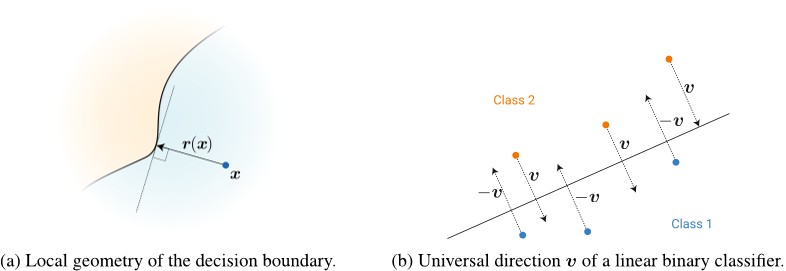 r(x)
x
(a) Local geometry of the decision boundary.
Class 2
v
−v
v
v
−v
−v
Class 1
(b) Universal direction v of a linear binary classifier.